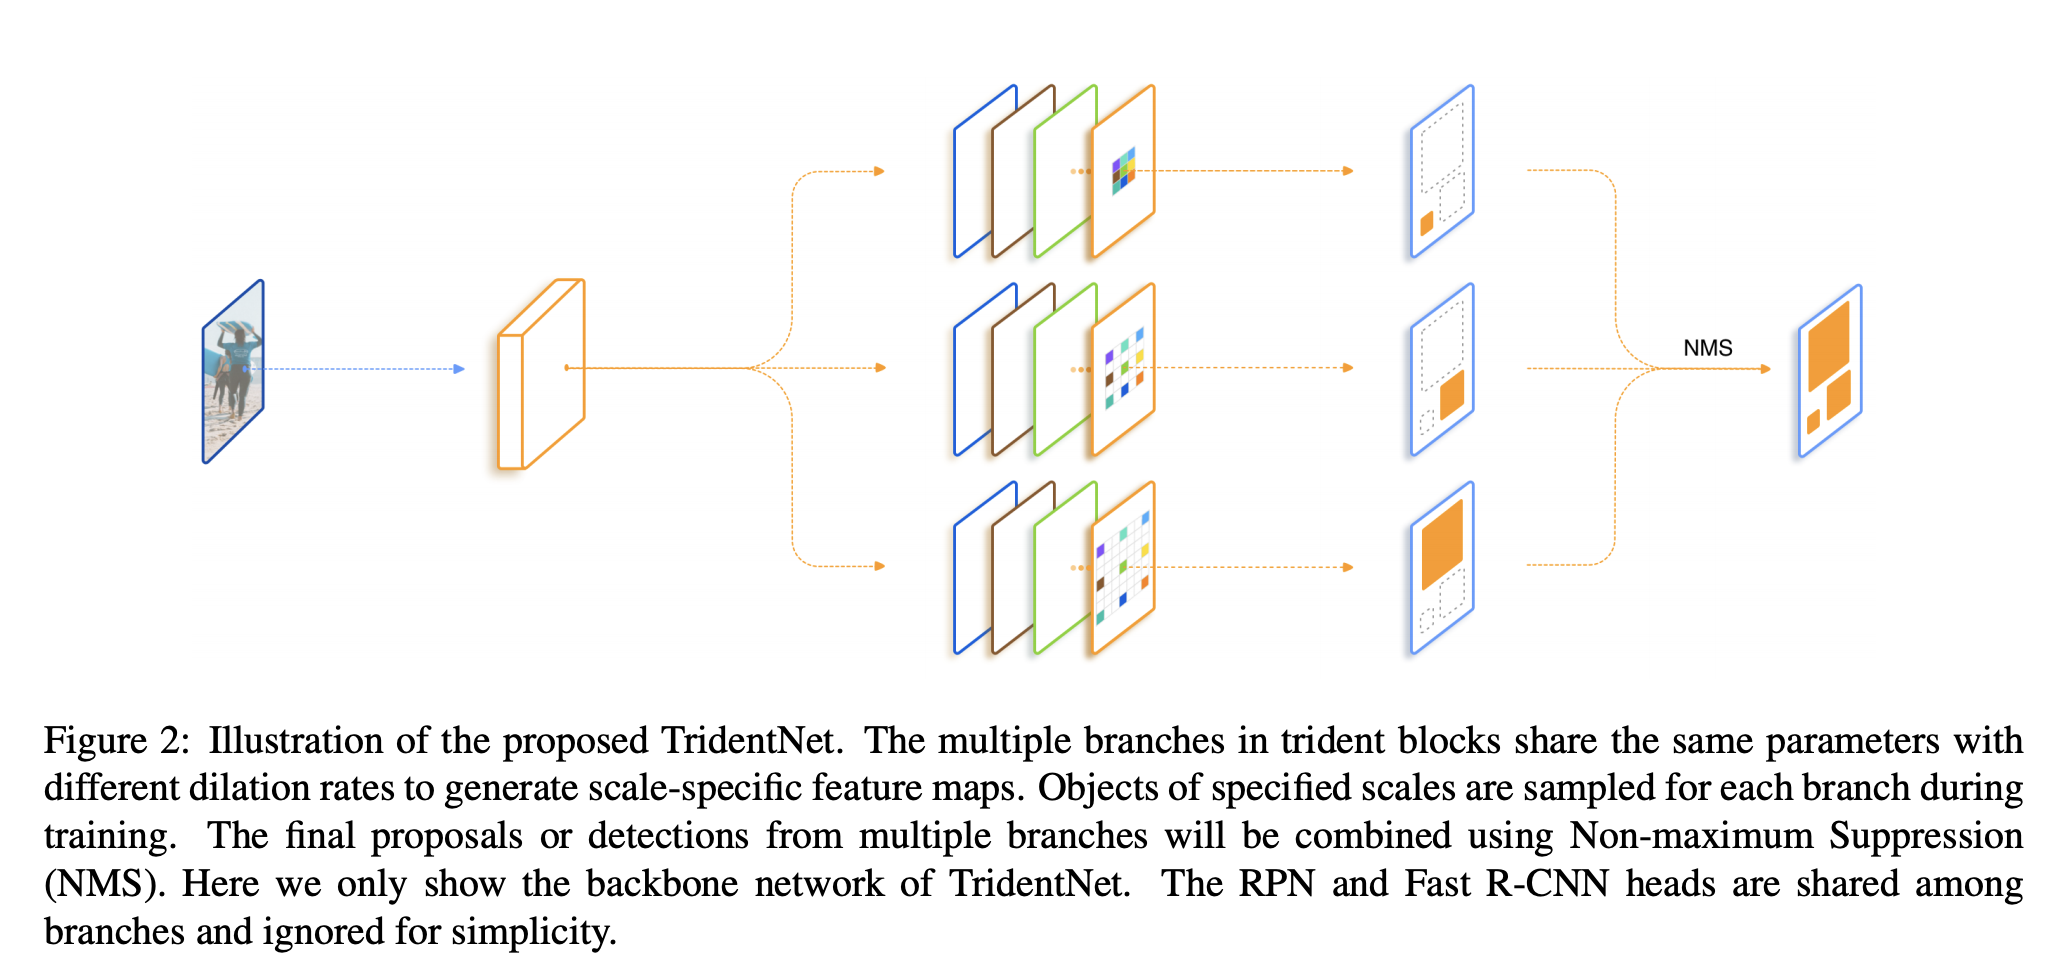 NMS
Figure 2: Illustration of the proposed TridentNet. The multiple branches in trident blocks share the same parameters with
different dilation rates to generate scale-specific feature maps. Objects of specified scales are sampled for each branch during
training. The final proposals or detections from multiple branches will be combined using Non-maximum Suppression
(NMS). Here we only show the backbone network of TridentNet. The RPN and Fast R-CNN heads are shared among
branches and ignored for simplicity.